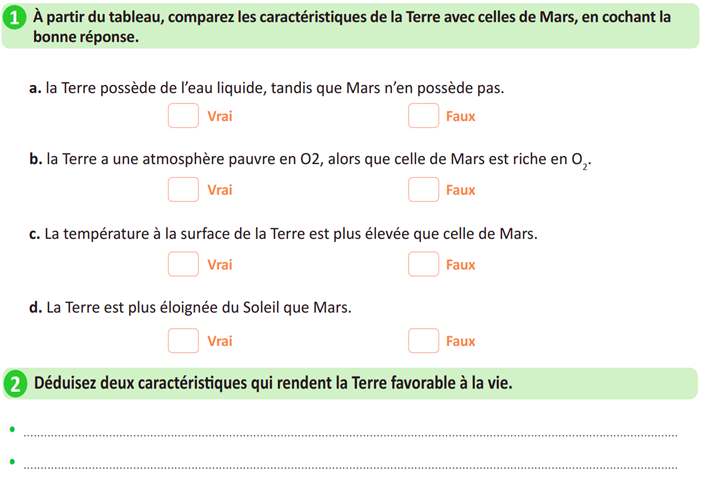 1 À partir du tableau, comparez les caractéristiques de la Terre avec celles de Mars, en cochant la
bonne réponse.
a. la Terre possède de l’eau liquide, tandis que Mars n’en possède pas.
Vrai Faux
b. la Terre a une atmosphère pauvre en O2, alors que celle de Mars est riche en O₂.
Vrai Faux
c. La température à la surface de la Terre est plus élevée que celle de Mars.
Vrai Faux
d. La Terre est plus éloignée du Soleil que Mars.
Vrai Faux
2 Déduisez deux caractéristiques qui rendent la Terre favorable à la vie.